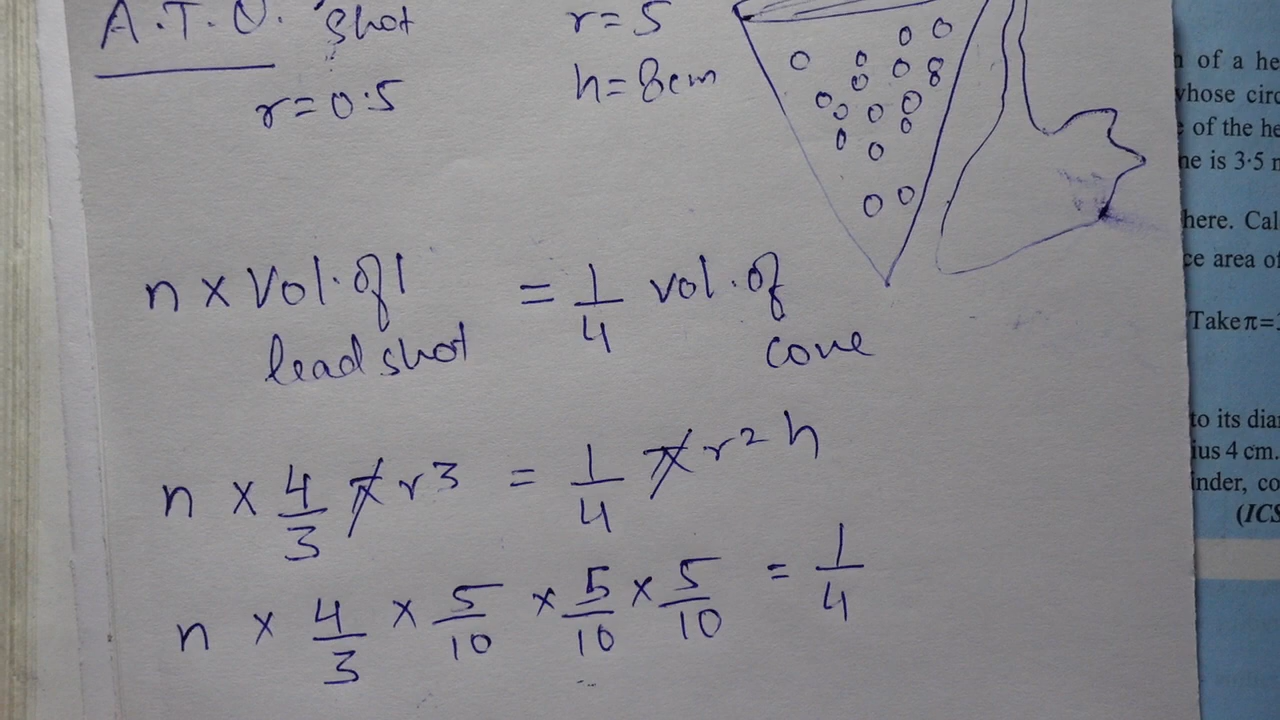 A.T.Q. shot
r=5
r=0.5
h=8cm
n × Vol. of 1 lead shot = 1/4 vol. of cone
n × 4/3 π r3 = 1/4 π r2 h
n × 4/3 × 5/10 × 5/10 × 5/10 = 1/4
of a he
whose circ
of the he
ne is 3·5
here. Cal
ce area of
Take π=
to its dia
ius 4 cm.
inder, co
(ICS